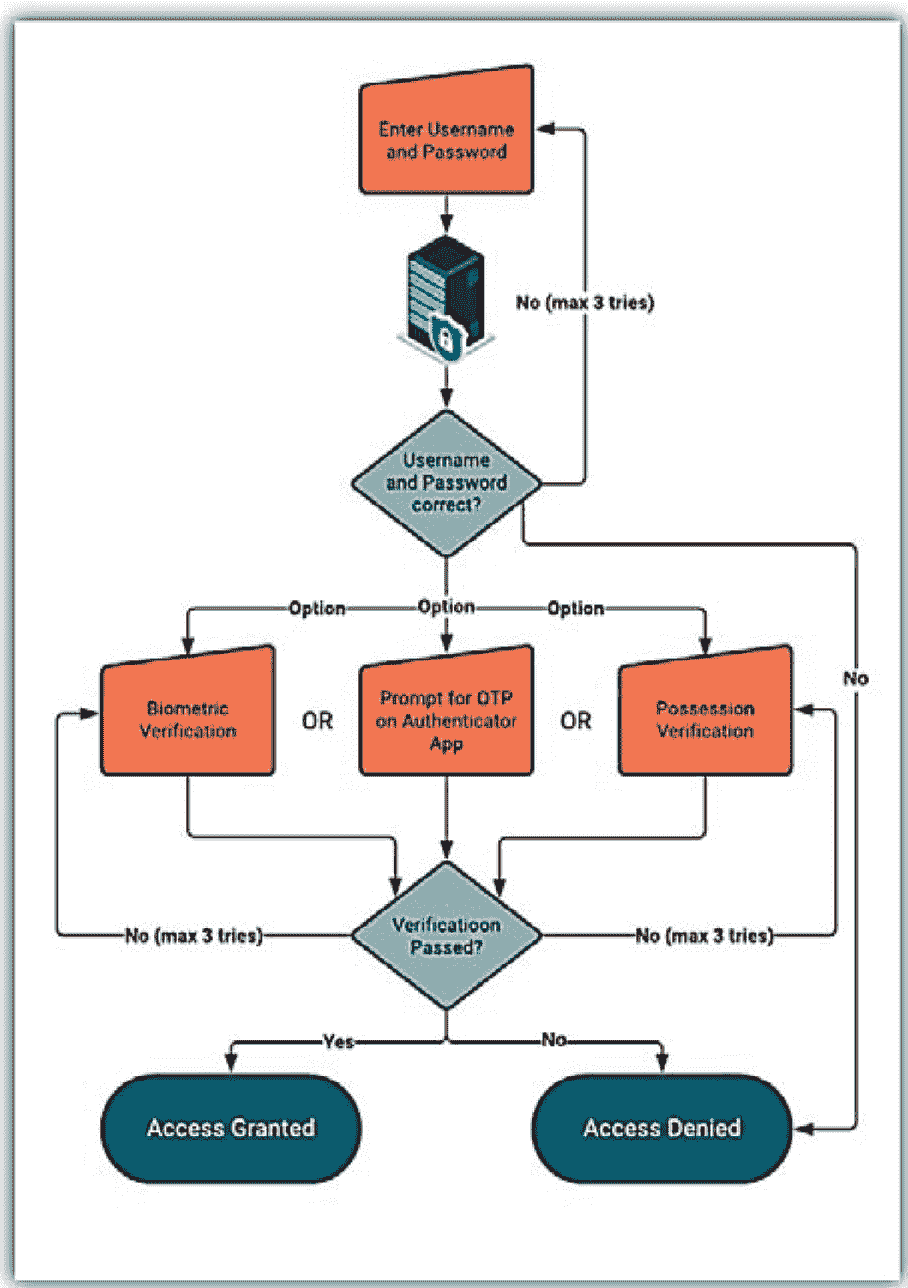 Enter Username
and Password
No (max 3 tries)
Username
and Password
correct?
Option
Option
Option
No
Biometric
Verification
OR
Prompt for OTP
on Authenticator
App
OR
Possession
Verification
No (max 3 tries)
Verificatioon
Passed?
No (max 3 tries)
Yes
No
Access Granted
Access Denied